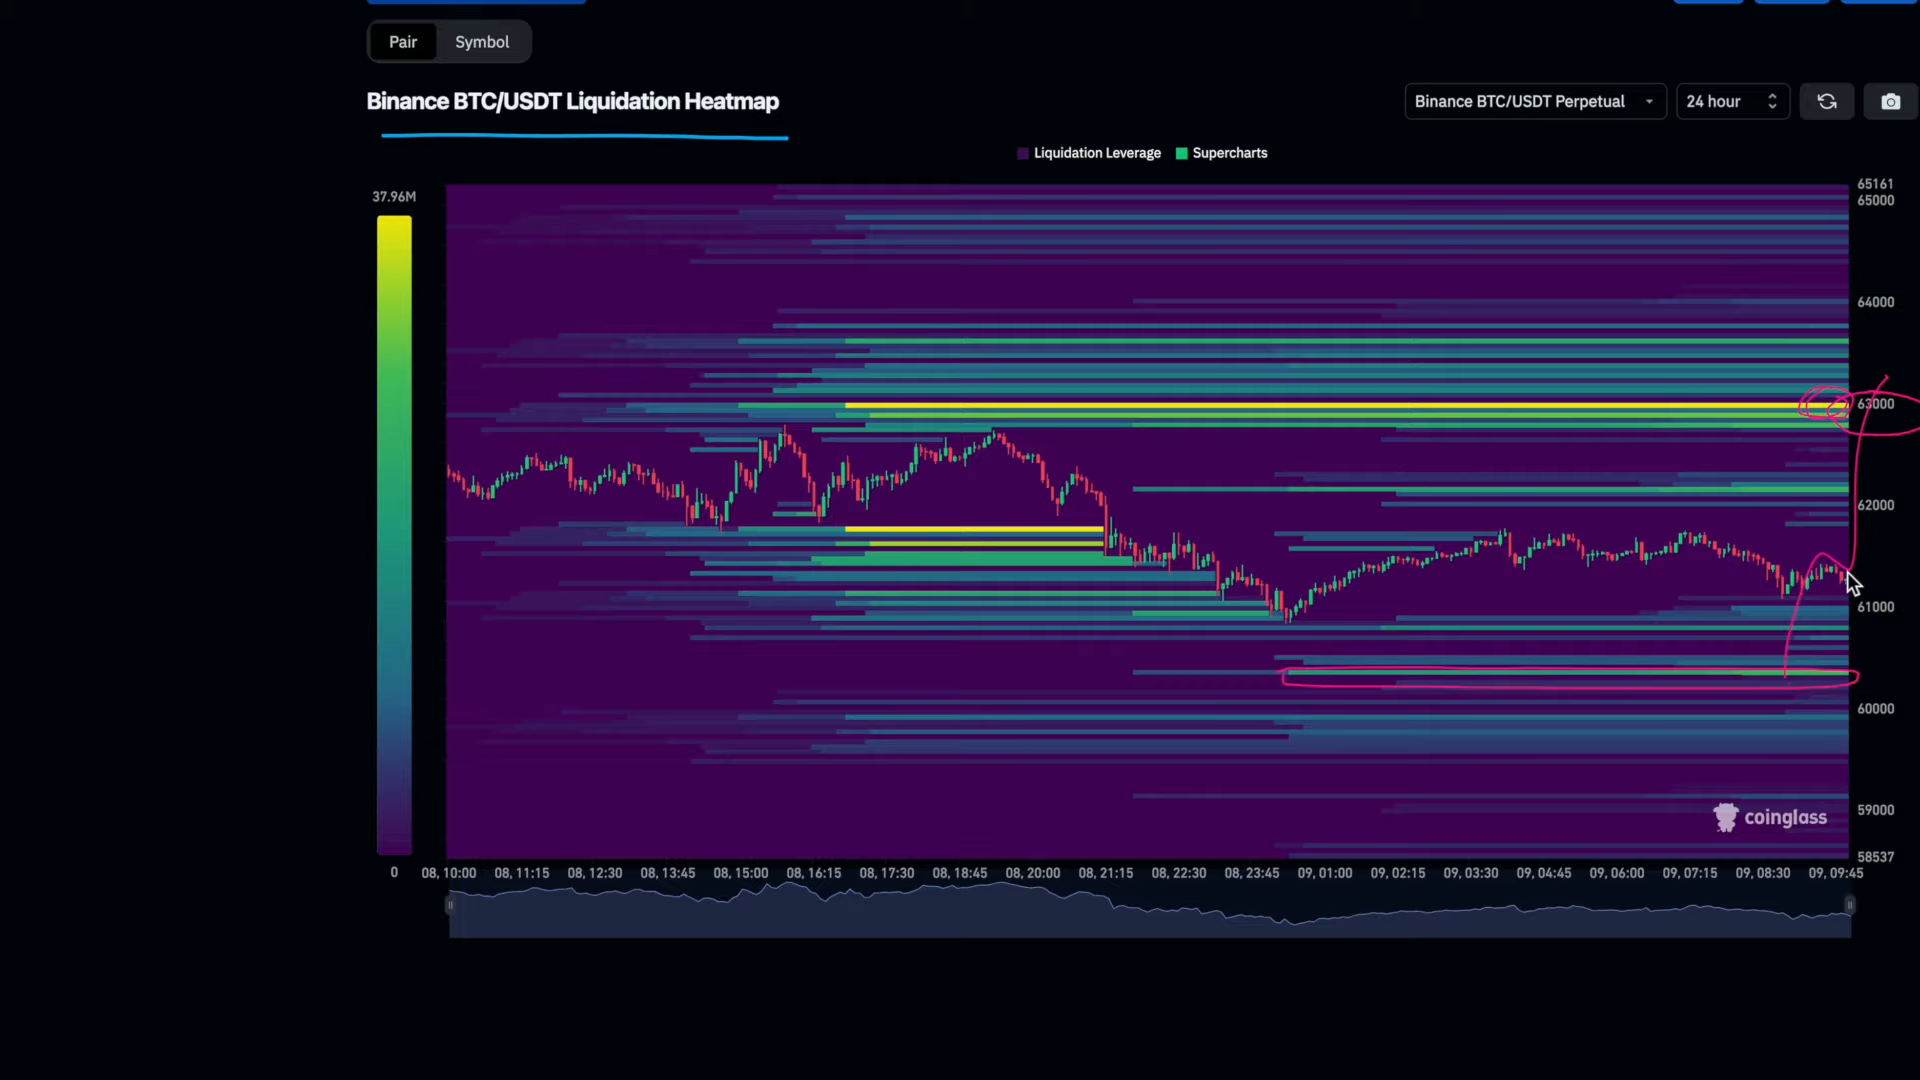 Pair Symbol
Binance BTC/USDT Liquidation Heatmap
Binance BTC/USDT Perpetual
24 hour
Liquidation Leverage Supercharts
37.96M
0
65161
65000
64000
63000
62000
61000
60000
59000
58537
coinglass
08, 10:00 08, 11:15 08, 12:30 08, 13:45 08, 15:00 08, 16:15 08, 17:30 08, 18:45 08, 20:00 08, 21:15 08, 22:30 08, 23:45 09, 01:00 09, 02:15 09, 03:30 09, 04:45 09, 06:00 09, 07:15 09, 08:30 09, 09:45